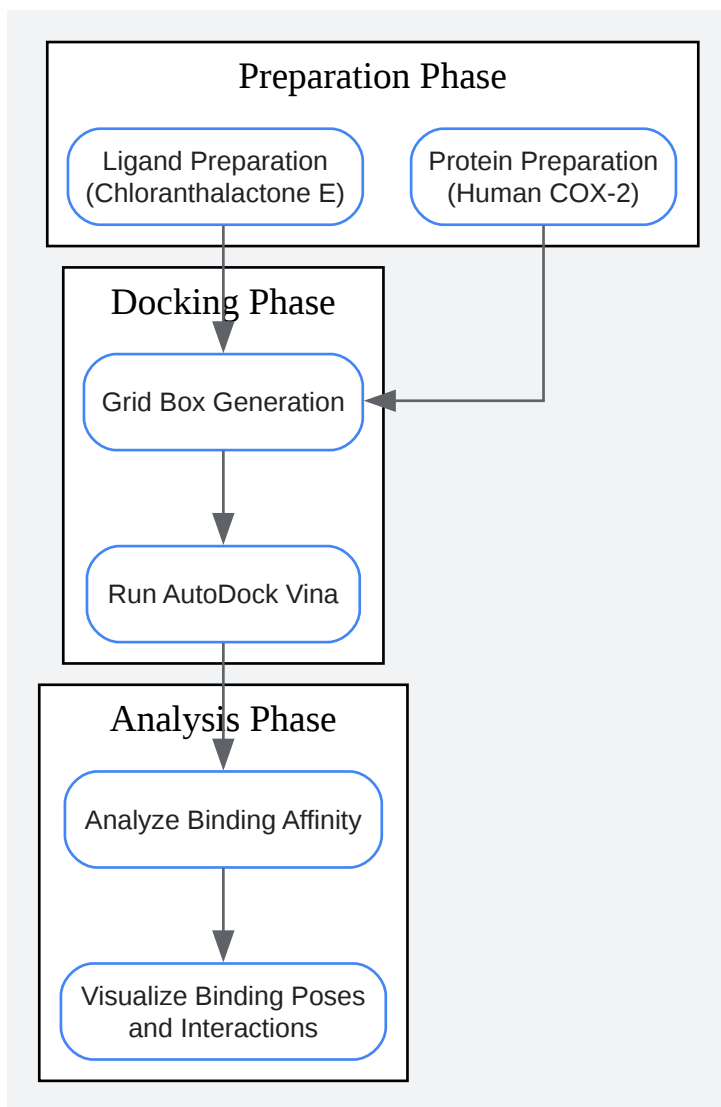 Preparation Phase
Ligand Preparation
(Chloranthalactone E)
Protein Preparation
(Human COX-2)
Docking Phase
Grid Box Generation
Run AutoDock Vina
Analysis Phase
Analyze Binding Affinity
Visualize Binding Poses
and Interactions